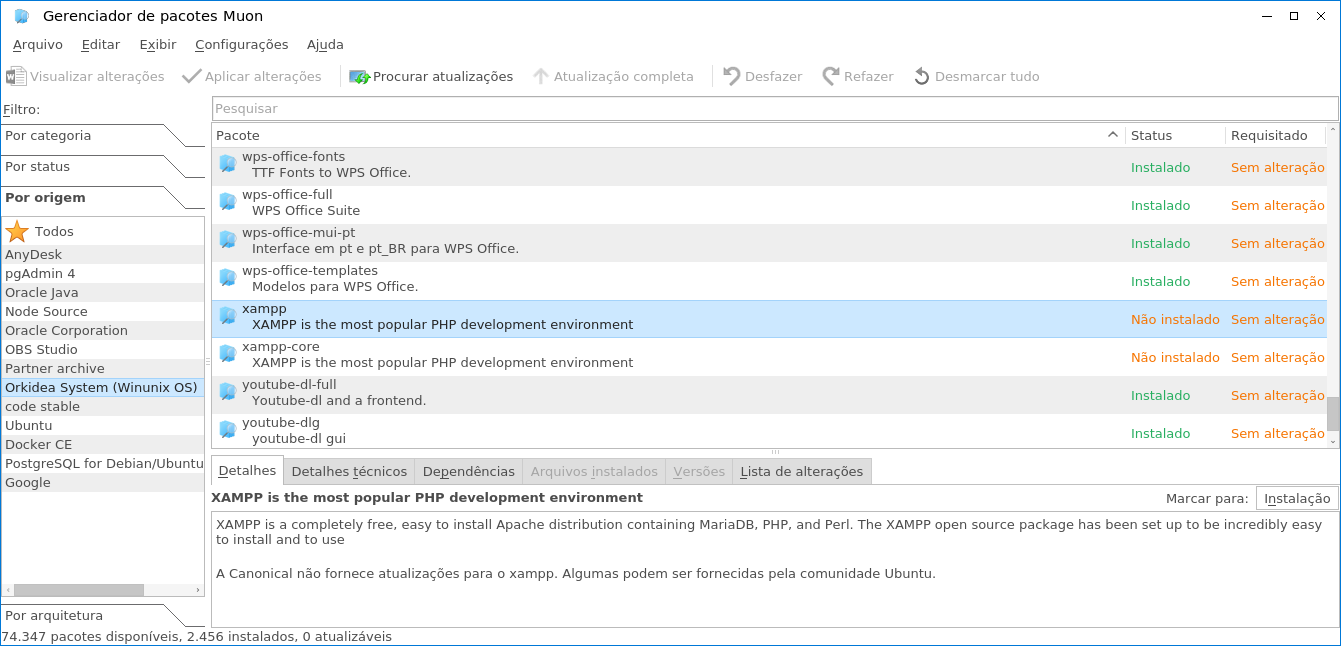 Gerenciador de pacotes Muon
Arquivo Editar Exibir Configurações Ajuda
Visualizar alterações Aplicar alterações Procurar atualizações Atualização completa Desfazer Refazer Desmarcar tudo
Filtro:
Por categoria
Por status
Por origem
Todos
AnyDesk
pgAdmin 4
Oracle Java
Node Source
Oracle Corporation
OBS Studio
Partner archive
Orkidea System (Winunix OS)
code stable
Ubuntu
Docker CE
PostgreSQL for Debian/Ubuntu
Google
Por arquitetura
Pesquisar
Pacote Status Requisitado
wps-office-fonts
TTF Fonts to WPS Office.
Instalado Sem alteração
wps-office-full
WPS Office Suite
Instalado Sem alteração
wps-office-mui-pt
Interface em pt e pt_BR para WPS Office.
Instalado Sem alteração
wps-office-templates
Modelos para WPS Office.
Instalado Sem alteração
xampp
XAMPP is the most popular PHP development environment
Não instalado Sem alteração
xampp-core
XAMPP is the most popular PHP development environment
Não instalado Sem alteração
youtube-dl-full
Youtube-dl and a frontend.
Instalado Sem alteração
youtube-dlg
youtube-dl gui
Instalado Sem alteração
Detalhes Detalhes técnicos Dependências Arquivos instalados Versões Lista de alterações
XAMPP is the most popular PHP development environment Marcar para: Instalação
XAMPP is a completely free, easy to install Apache distribution containing MariaDB, PHP, and Perl. The XAMPP open source package has been set up to be incredibly easy
to install and to use
A Canonical não fornece atualizações para o xampp. Algumas podem ser fornecidas pela comunidade Ubuntu.
74.347 pacotes disponíveis, 2.456 instalados, 0 atualizáveis